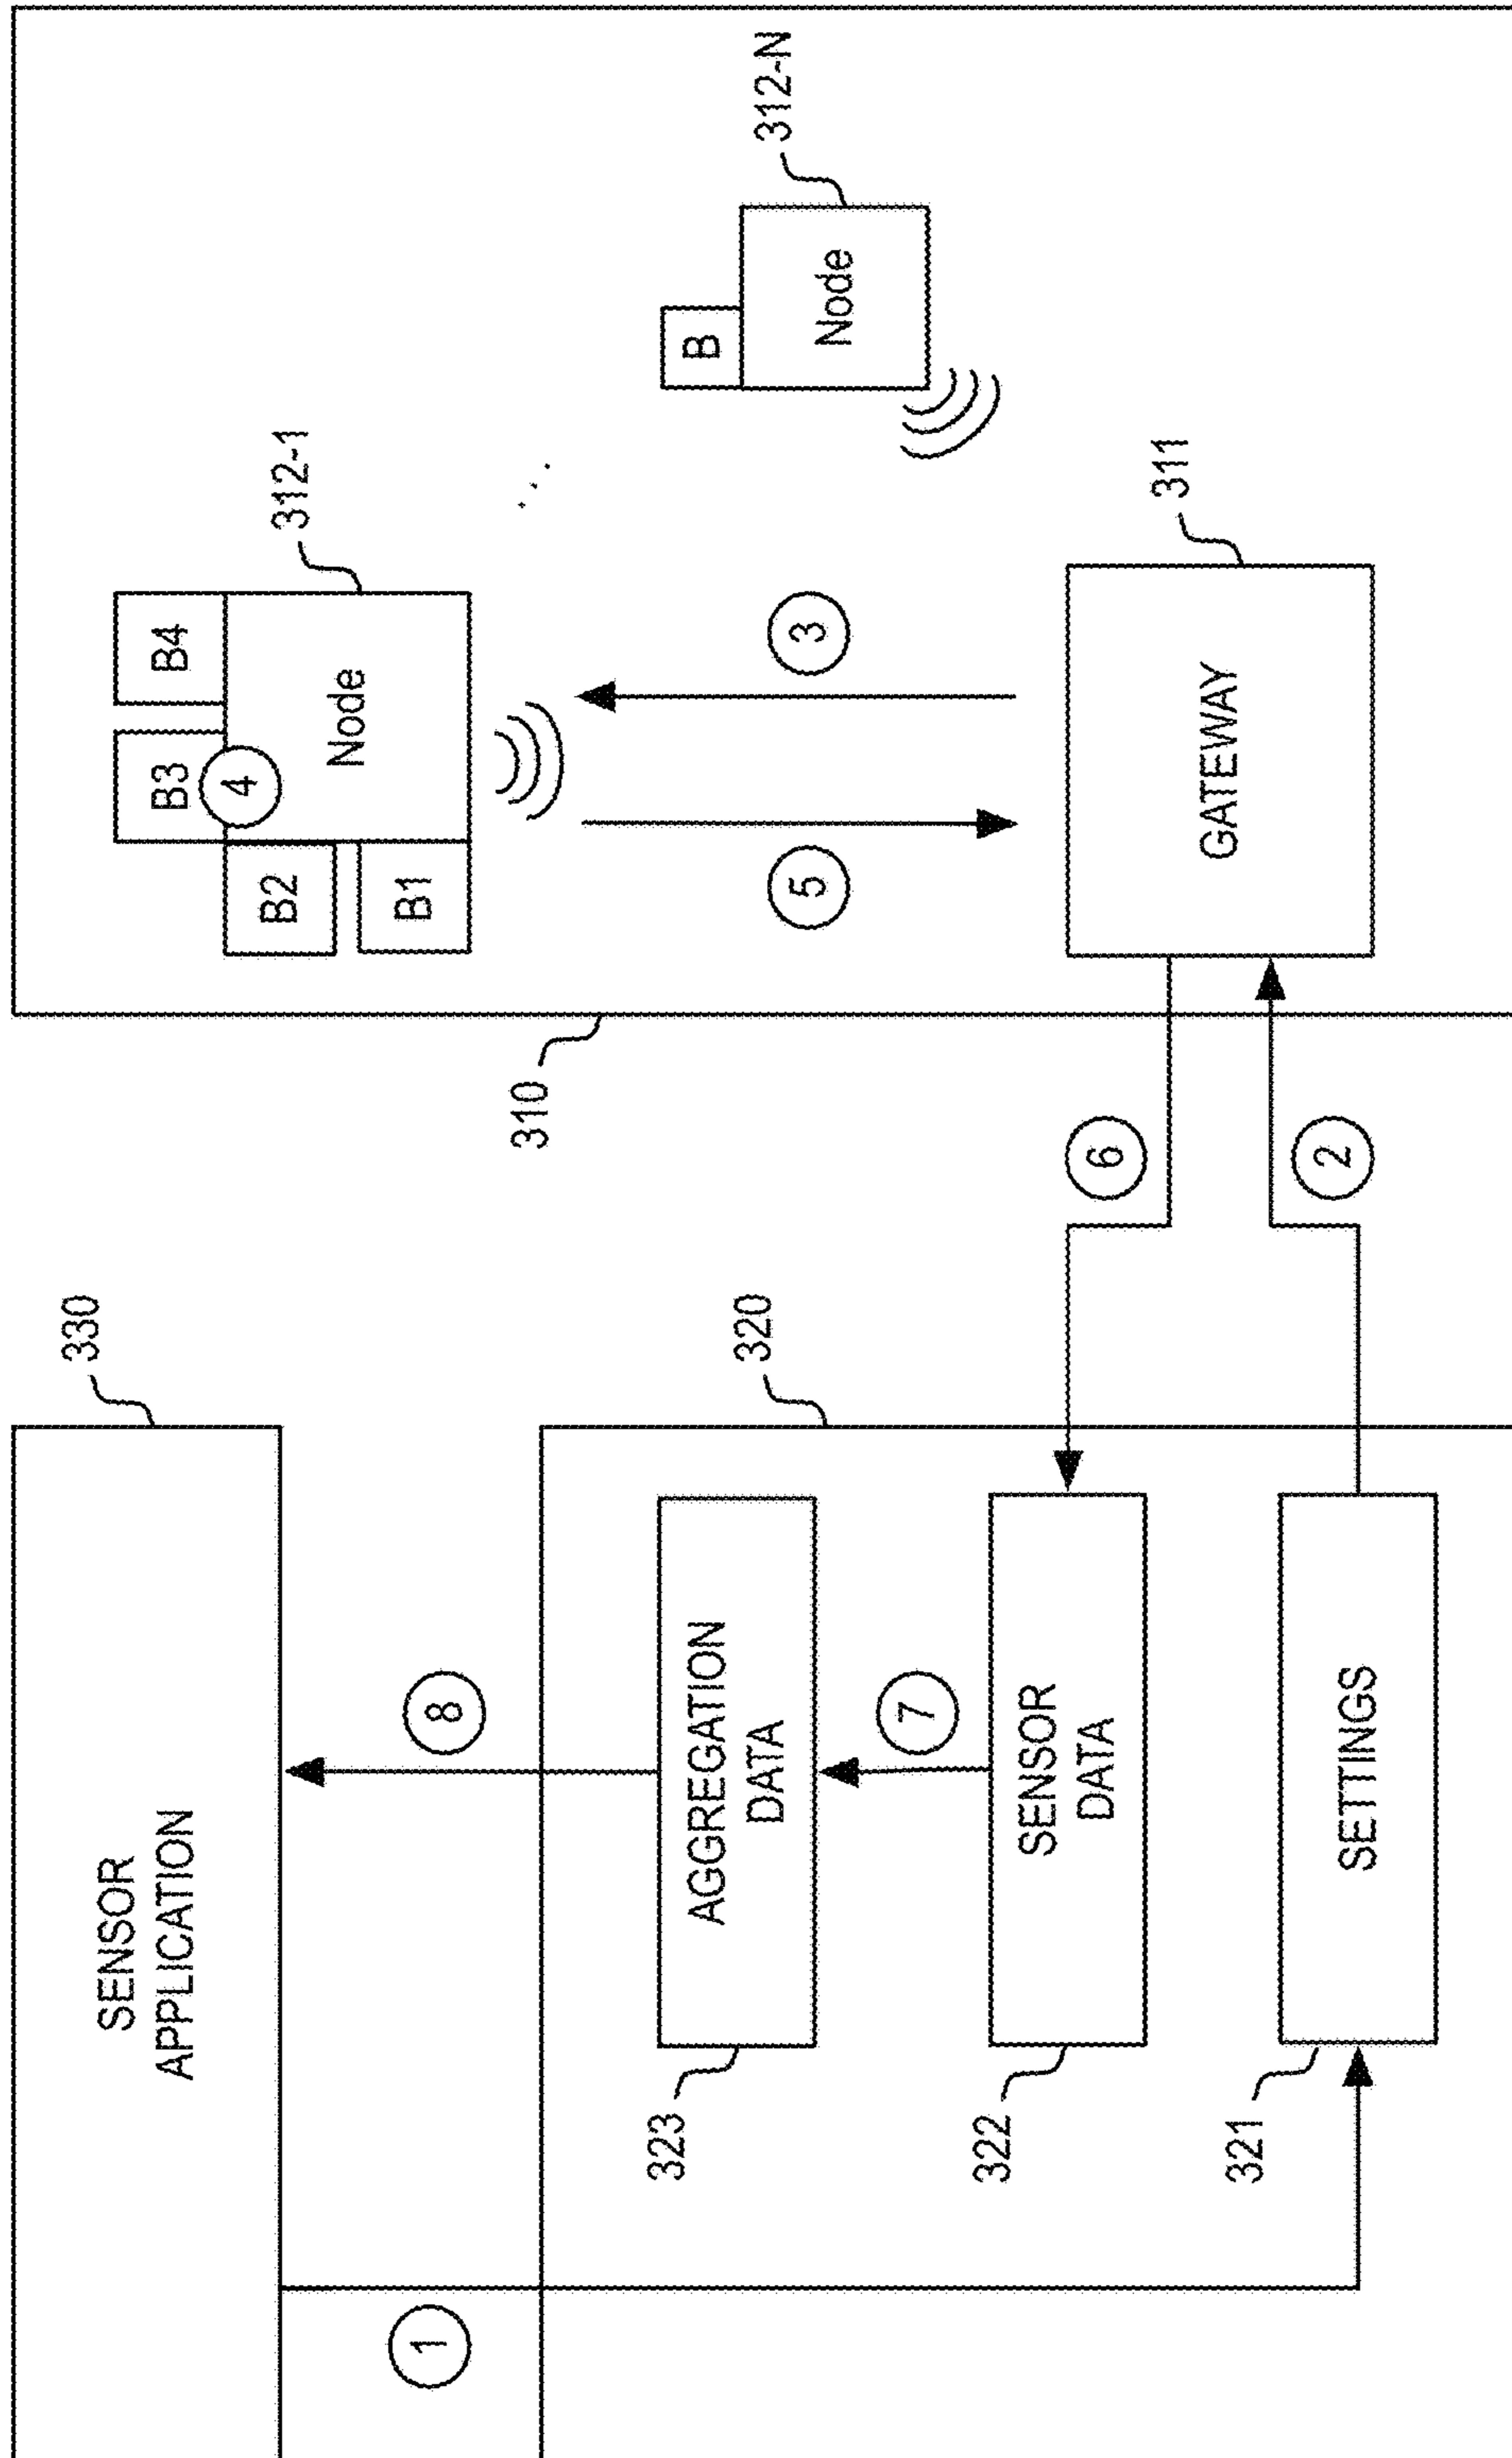 SENSOR
APPLICATION
330
1
8
320
AGGREGATION
DATA
323
7
SENSOR
DATA
322
SETTINGS
321
6
2
310
B2
B1
B3
B4
4
Node
312-1
5
3
GATEWAY
311
B
Node
312-N